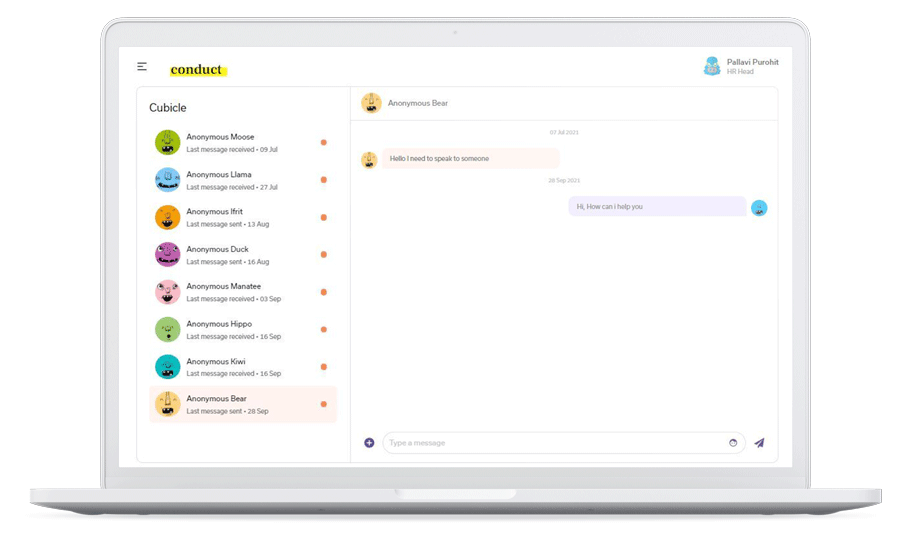 conduct
Pallavi Purohit
HR Head
Cubicle
Anonymous Moose
Last message received • 09 Jul
Anonymous Llama
Last message received • 27 Jul
Anonymous Ifrit
Last message sent • 13 Aug
Anonymous Duck
Last message sent • 16 Aug
Anonymous Manatee
Last message received • 03 Sep
Anonymous Hippo
Last message received • 16 Sep
Anonymous Kiwi
Last message received • 16 Sep
Anonymous Bear
Last message sent • 28 Sep
Anonymous Bear
07 Jul 2021
Hello I need to speak to someone
28 Sep 2021
Hi, How can i help you
Type a message